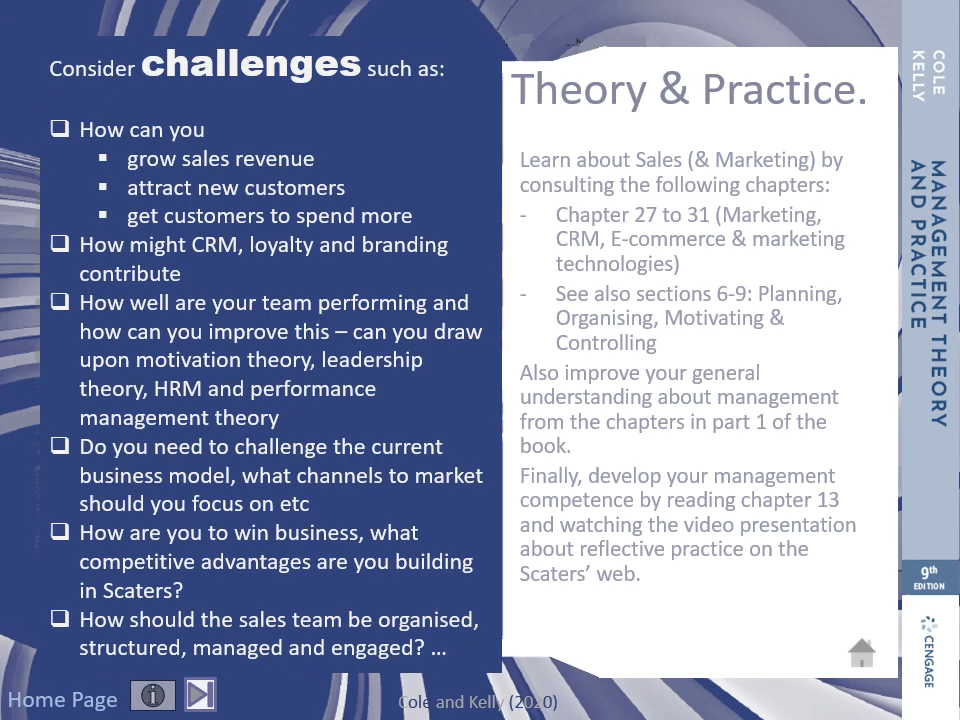 Consider challenges such as:
❑ How can you
▪ grow sales revenue
▪ attract new customers
▪ get customers to spend more
❑ How might CRM, loyalty and branding
contribute
❑ How well are your team performing and
how can you improve this – can you draw
upon motivation theory, leadership
theory, HRM and performance
management theory
❑ Do you need to challenge the current
business model, what channels to market
should you focus on etc
❑ How are you to win business, what
competitive advantages are you building
in Scaters?
❑ How should the sales team be organised,
structured, managed and engaged? …
Theory & Practice.
Learn about Sales (& Marketing) by
consulting the following chapters:
- Chapter 27 to 31 (Marketing,
CRM, E-commerce & marketing
technologies)
- See also sections 6-9: Planning,
Organising, Motivating &
Controlling
Also improve your general
understanding about management
from the chapters in part 1 of the
book.
Finally, develop your management
competence by reading chapter 13
and watching the video presentation
about reflective practice on the
Scaters’ web.
COLE
KELLY
MANAGEMENT THEORY
AND PRACTICE
9th
EDITION
CENGAGE
Home Page
Cole and Kelly (2020)